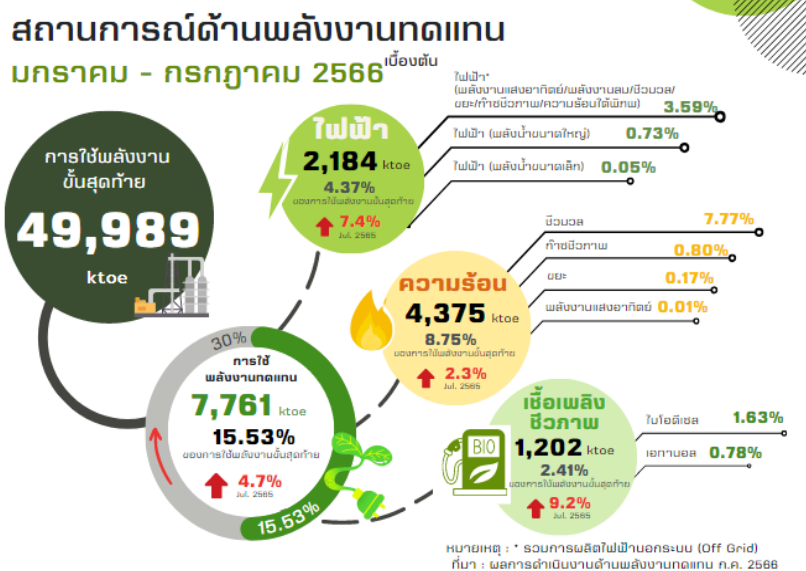 สถานการณ์ด้านพลังงานทดแทน
มกราคม - กรกฎาคม 2566เบื้องต้น
การใช้พลังงาน
ขั้นสุดท้าย
49,989
ktoe
ไฟฟ้า
2,184 ktoe
4.37%
ของการใช้พลังงานขั้นสุดท้าย
7.4%
Jul. 2565
ไฟฟ้า*
(พลังงานแสงอาทิตย์/พลังงานลม/ชีวมวล/
ขยะ/ก๊าซชีวภาพ/ความร้อนใต้พิภพ) 3.59%
ไฟฟ้า (พลังน้ำขนาดใหญ่) 0.73%
ไฟฟ้า (พลังน้ำขนาดเล็ก) 0.05%
ความร้อน
4,375 ktoe
8.75%
ของการใช้พลังงานขั้นสุดท้าย
2.3%
Jul. 2565
ชีวมวล 7.77%
ก๊าซชีวภาพ 0.80%
ขยะ 0.17%
พลังงานแสงอาทิตย์ 0.01%
30%
การใช้
พลังงานทดแทน
7,761 ktoe
15.53%
ของการใช้พลังงานขั้นสุดท้าย
4.7%
Jul. 2565
15.53%
เชื้อเพลิง
ชีวภาพ
BIO
1,202 ktoe
2.41%
ของการใช้พลังงานขั้นสุดท้าย
9.2%
Jul. 2565
ไบโอดีเซล 1.63%
เอทานอล 0.78%
หมายเหตุ : * รวมการผลิตไฟฟ้านอกระบบ (Off Grid)
ที่มา : ผลการดำเนินงานด้านพลังงานทดแทน ก.ค. 2566